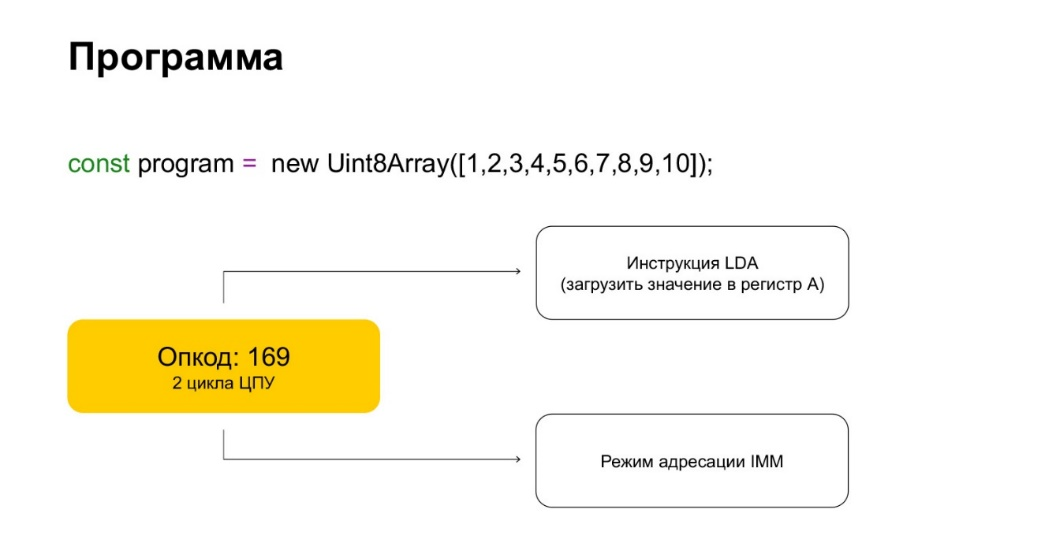 Программа
const program = new Uint8Array([1,2,3,4,5,6,7,8,9,10]);
Инструкция LDA
(загрузить значение в регистр A)
Опкод: 169
2 цикла ЦПУ
Режим адресации IMM